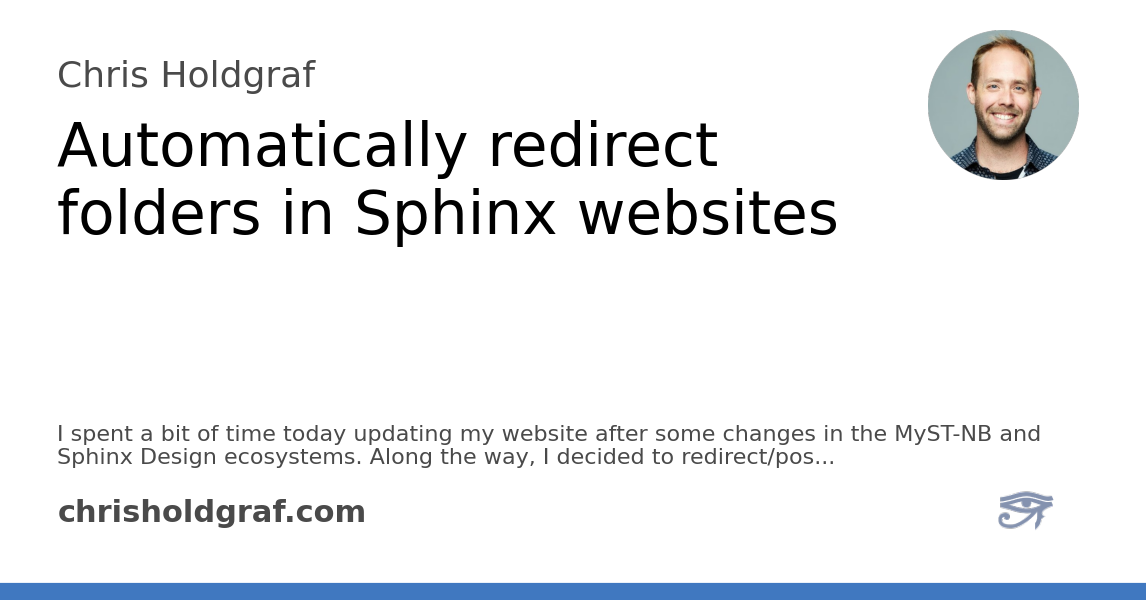 Chris Holdgraf
Automatically redirect
folders in Sphinx websites
I spent a bit of time today updating my website after some changes in the MyST-NB and
Sphinx Design ecosystems. Along the way, I decided to redirect/pos...
chrisholdgraf.com